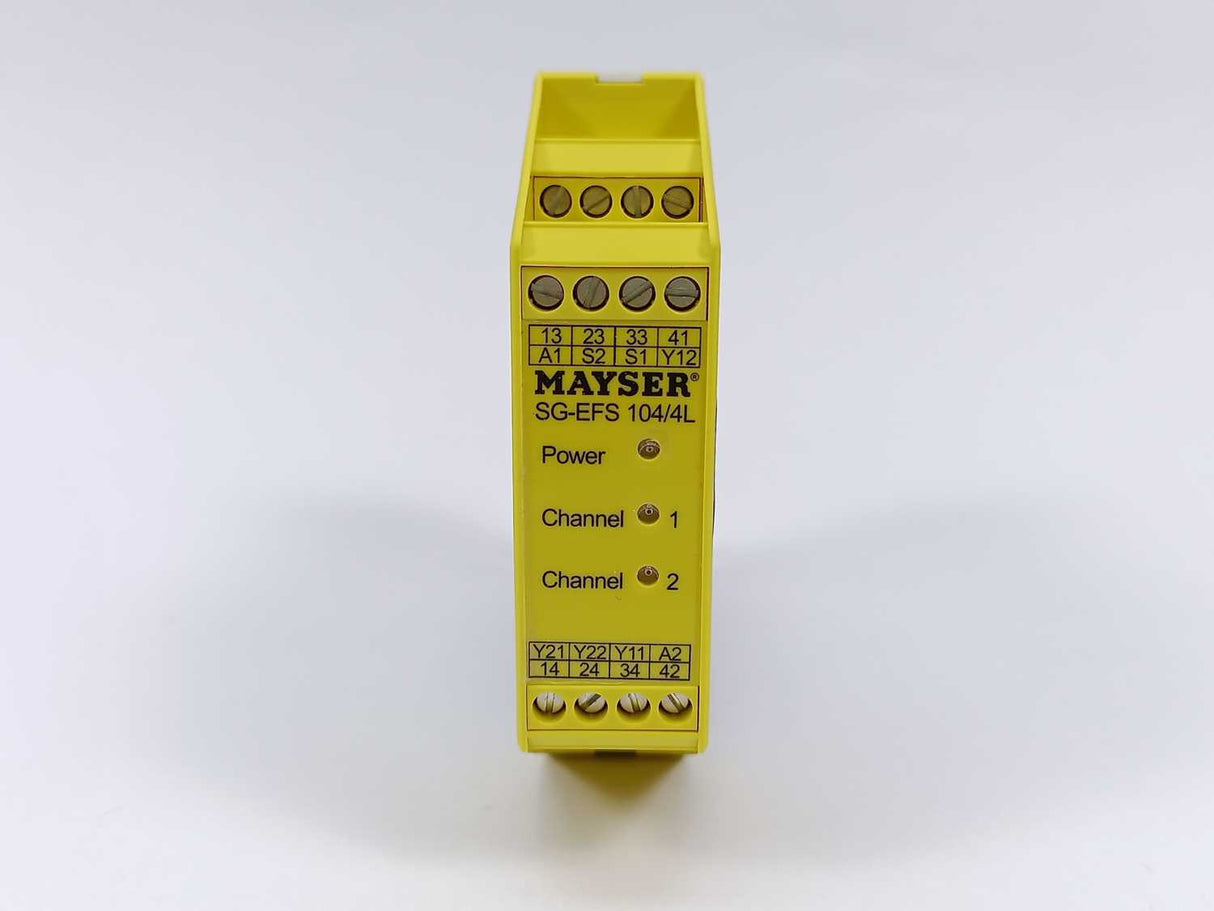 13 23 33 41
A1 S2 S1 Y12
MAYSER®
SG-EFS 104/4L
Power
Channel 1
Channel 2
Y21 Y22 Y11 A2
14 24 34 42